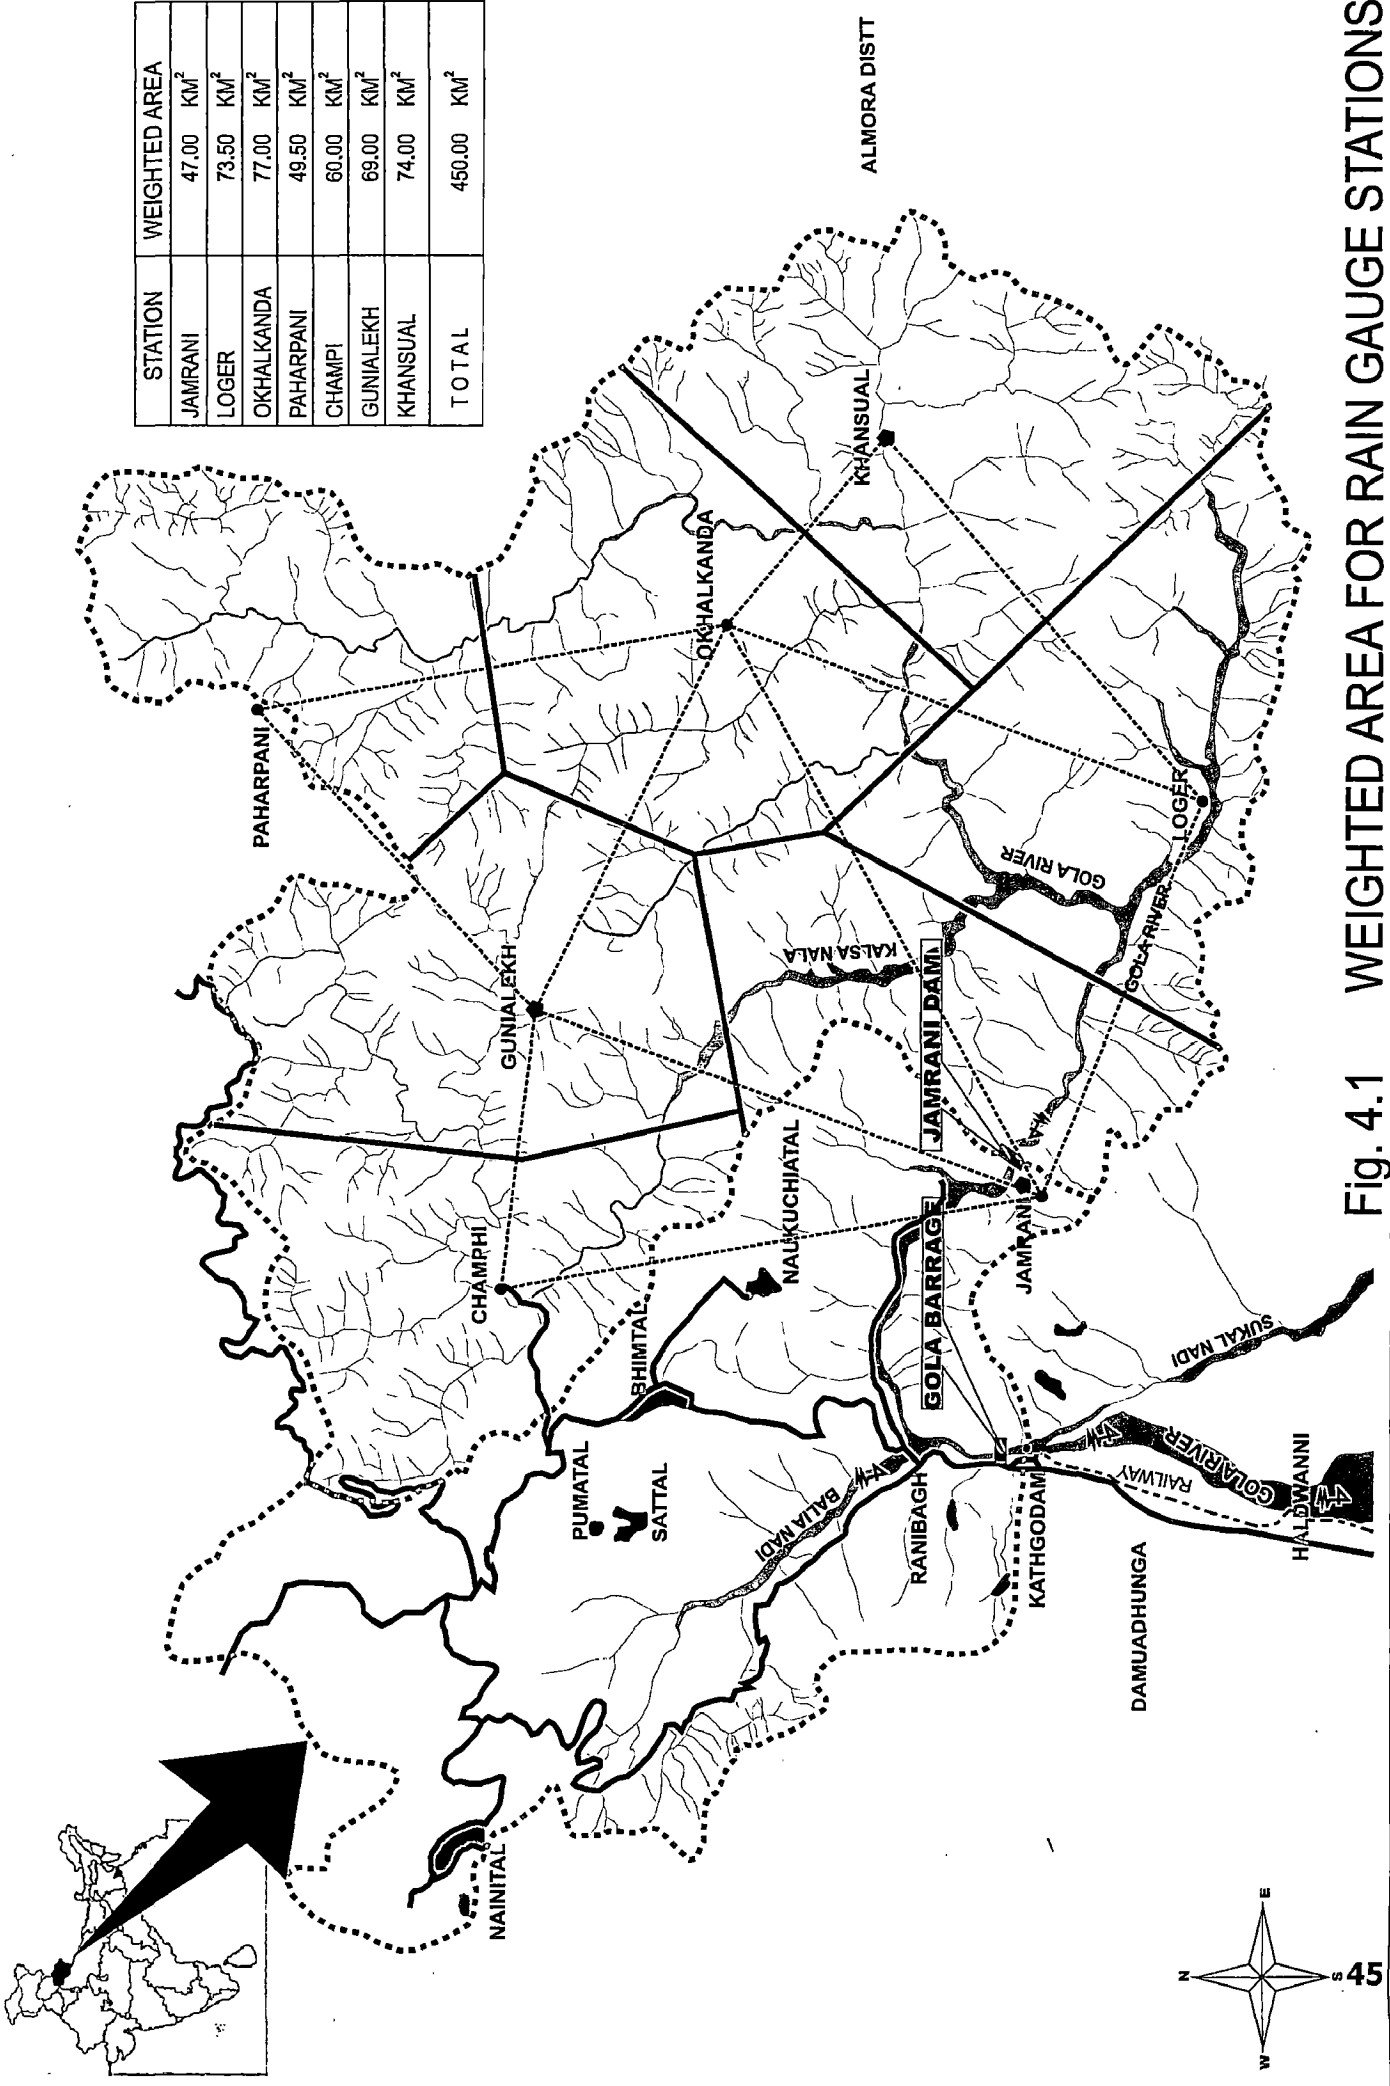 STATION WEIGHTED AREA
JAMRANI 47.00 KM²
LOGER 73.50 KM²
OKHALKANDA 77.00 KM²
PAHARPANI 49.50 KM²
CHAMPI 60.00 KM²
GUNIALEKH 69.00 KM²
KHANSUAL 74.00 KM²
TOTAL 450.00 KM²
ALMORA DISTT
PAHARPANI
OKHALKANDA
KHANSUAL
GUNIALEKH
CHAMPHI
LOGER
GOLA RIVER
GOLA RIVER
KALSA NALA
JAMRANI DAM
JAMRANI
GOLA BARRAGE
NAUKUCHIATAL
BHIMTAL
PUMATAL
SATTAL
NAINITAL
BALIA NADI
RANIBAGH
KATHGODAM
DAMUADHUNGA
SUKAL NADI
GOLA RIVER
RAILWAY
HALDWANNI
N
E
S
W
Fig. 4.1 WEIGHTED AREA FOR RAIN GAUGE STATIONS
45